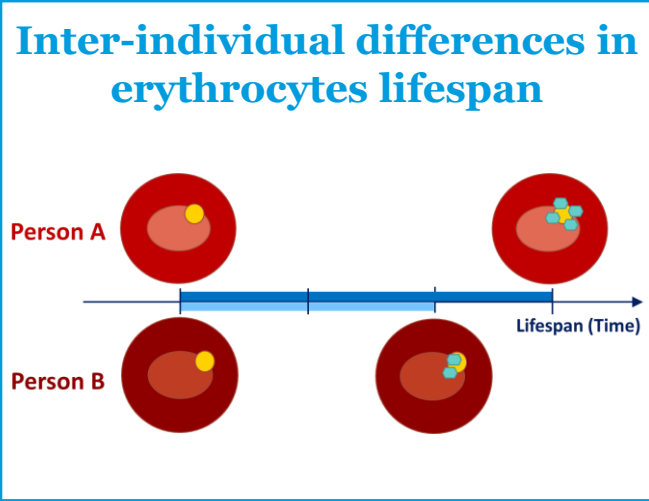 Inter-individual differences in
erythrocytes lifespan
Person A
Lifespan (Time)
Person B